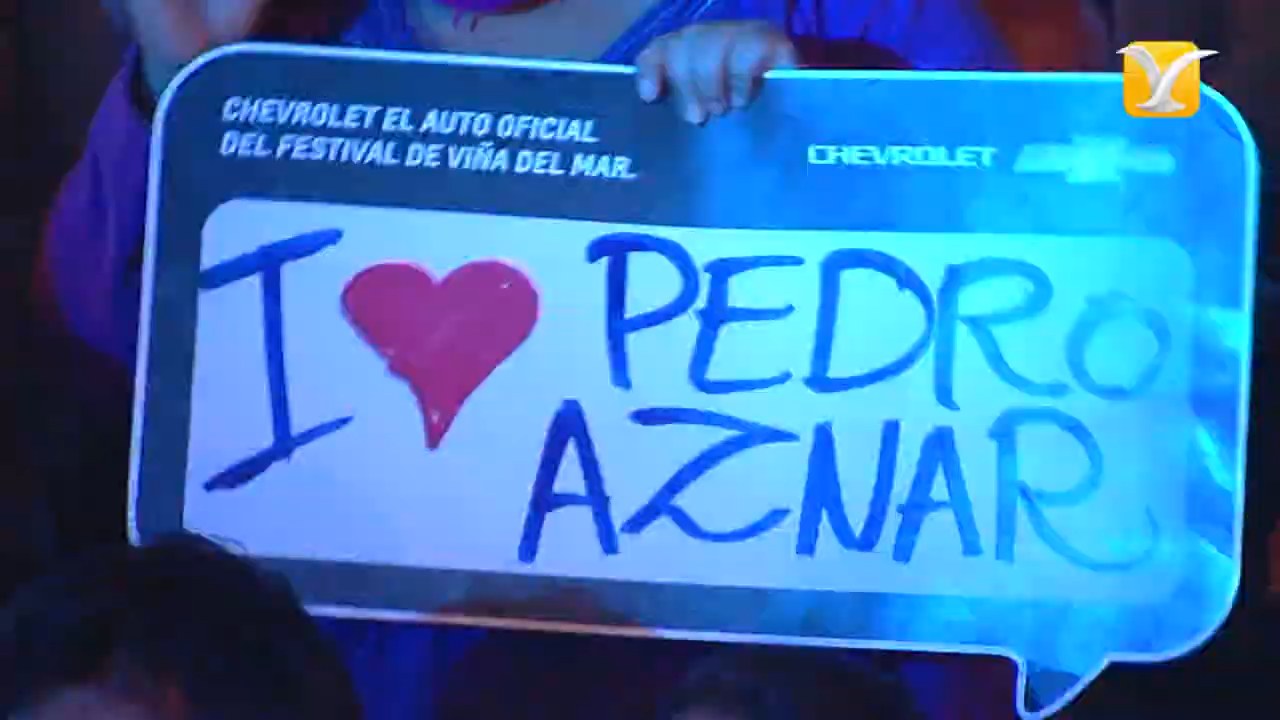 CHEVROLET EL AUTO OFICIAL
DEL FESTIVAL DE VIÑA DEL MAR.
CHEVROLET
I ♥ PEDRO
AZNAR